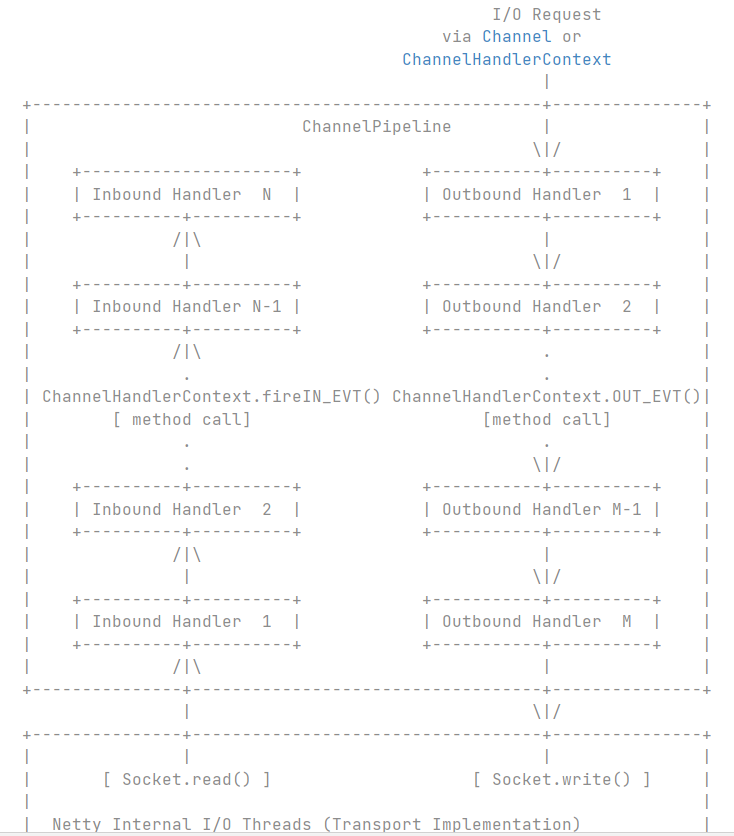 I/O Request
                                          via Channel or
                                      ChannelHandlerContext
                                                    |
+---------------------------------------------------+---------------+
|                           ChannelPipeline         |               |
|                                                  \|/              |
|    +---------------------+            +-----------+----------+    |
|    | Inbound Handler  N  |            | Outbound Handler  1  |    |
|    +----------+----------+            +-----------+----------+    |
|              /|\                                  |               |
|               |                                  \|/              |
|    +----------+----------+            +-----------+----------+    |
|    | Inbound Handler N-1 |            | Outbound Handler  2  |    |
|    +----------+----------+            +-----------+----------+    |
|              /|\                                  .               |
|               .                                   .               |
| ChannelHandlerContext.fireIN_EVT() ChannelHandlerContext.OUT_EVT()|
|        [ method call]                       [method call]         |
|               .                                   .               |
|               .                                  \|/              |
|    +----------+----------+            +-----------+----------+    |
|    | Inbound Handler  2  |            | Outbound Handler M-1 |    |
|    +----------+----------+            +-----------+----------+    |
|              /|\                                  |               |
|               |                                  \|/              |
|    +----------+----------+            +-----------+----------+    |
|    | Inbound Handler  1  |            | Outbound Handler  M  |    |
|    +----------+----------+            +-----------+----------+    |
|              /|\                                  |               |
+---------------+-----------------------------------+---------------+
                |                                  \|/
+---------------+-----------------------------------+---------------+
|               |                                   |               |
|       [ Socket.read() ]                    [ Socket.write() ]     |
|                                                                   |
|  Netty Internal I/O Threads (Transport Implementation)            |